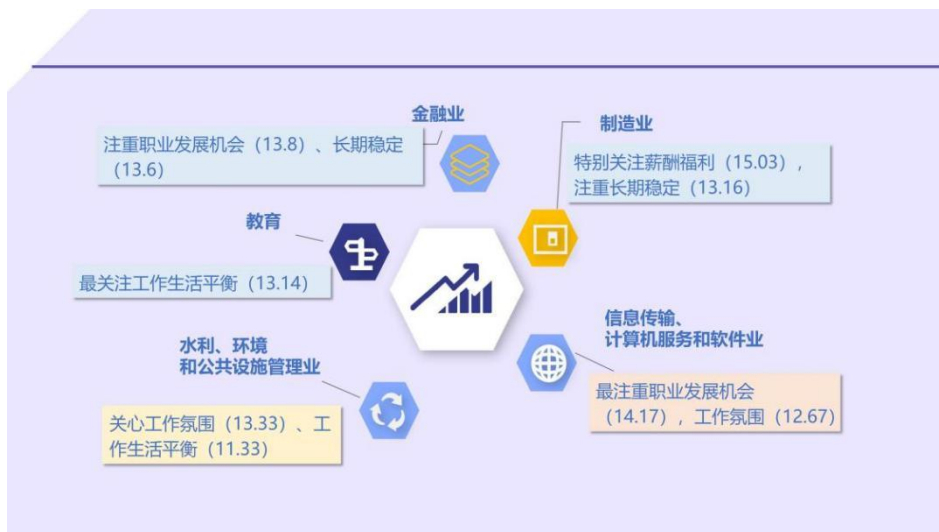 金融业
注重职业发展机会（13.8）、长期稳定
（13.6）
制造业
特别关注薪酬福利（15.03），
注重长期稳定（13.16）
教育
最关注工作生活平衡（13.14）
信息传输、
计算机服务和软件业
最注重职业发展机会
（14.17），工作氛围（12.67）
水利、环境
和公共设施管理业
关心工作氛围（13.33）、工
作生活平衡（11.33）